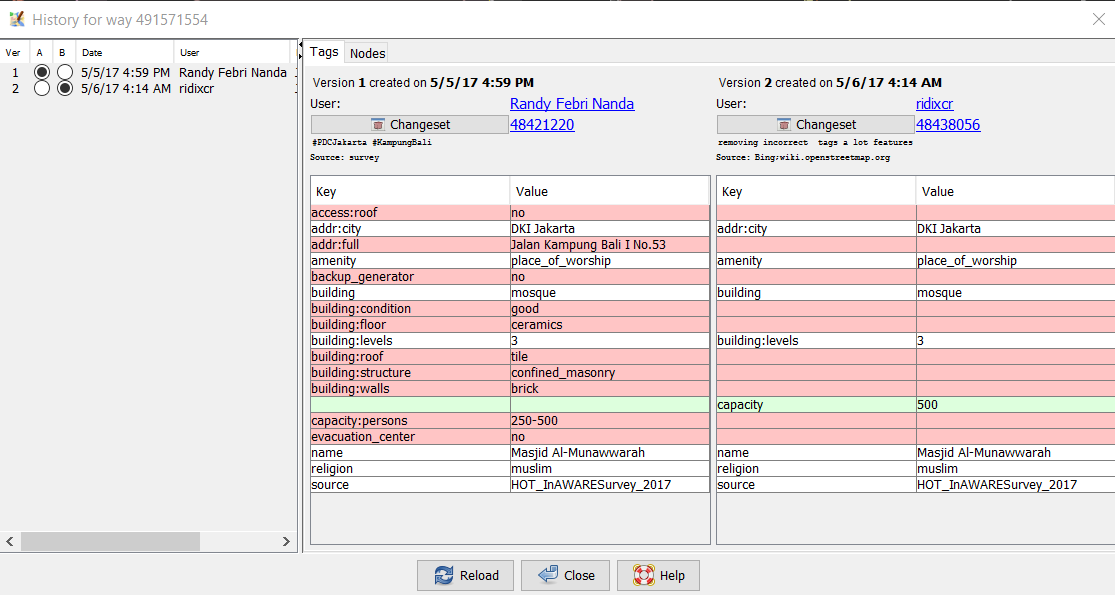 History for way 491571554
Ver A B Date User
1 5/5/17 4:59 PM Randy Febri Nanda
2 5/6/17 4:14 AM ridixcr
Tags Nodes
Version 1 created on 5/5/17 4:59 PM
User: Randy Febri Nanda
Changeset 48421220
#PDCJakarta #KampungBali
Source: survey
Key Value
access:roof no
addr:city DKI Jakarta
addr:full Jalan Kampung Bali I No.53
amenity place_of_worship
backup_generator no
building mosque
building:condition good
building:floor ceramics
building:levels 3
building:roof tile
building:structure confined_masonry
building:walls brick
capacity:persons 250-500
evacuation_center no
name Masjid Al-Munawwarah
religion muslim
source HOT_InAWARESurvey_2017
Version 2 created on 5/6/17 4:14 AM
User: ridixcr
Changeset 48438056
removing incorrect tags a lot features
Source: Bing;wiki.openstreetmap.org
Key Value
addr:city DKI Jakarta
amenity place_of_worship
building mosque
building:levels 3
capacity 500
name Masjid Al-Munawwarah
religion muslim
source HOT_InAWARESurvey_2017
Reload Close Help